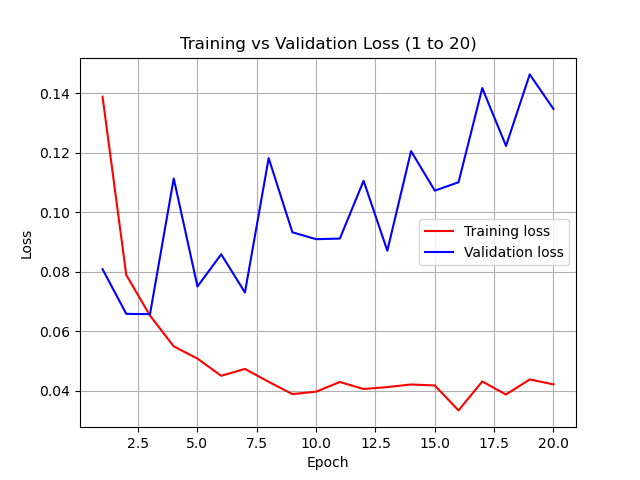 Training vs Validation Loss (1 to 20)
0.14
0.12
0.10
0.08
0.06
0.04
Loss
Training loss
Validation loss
2.5 5.0 7.5 10.0 12.5 15.0 17.5 20.0
Epoch